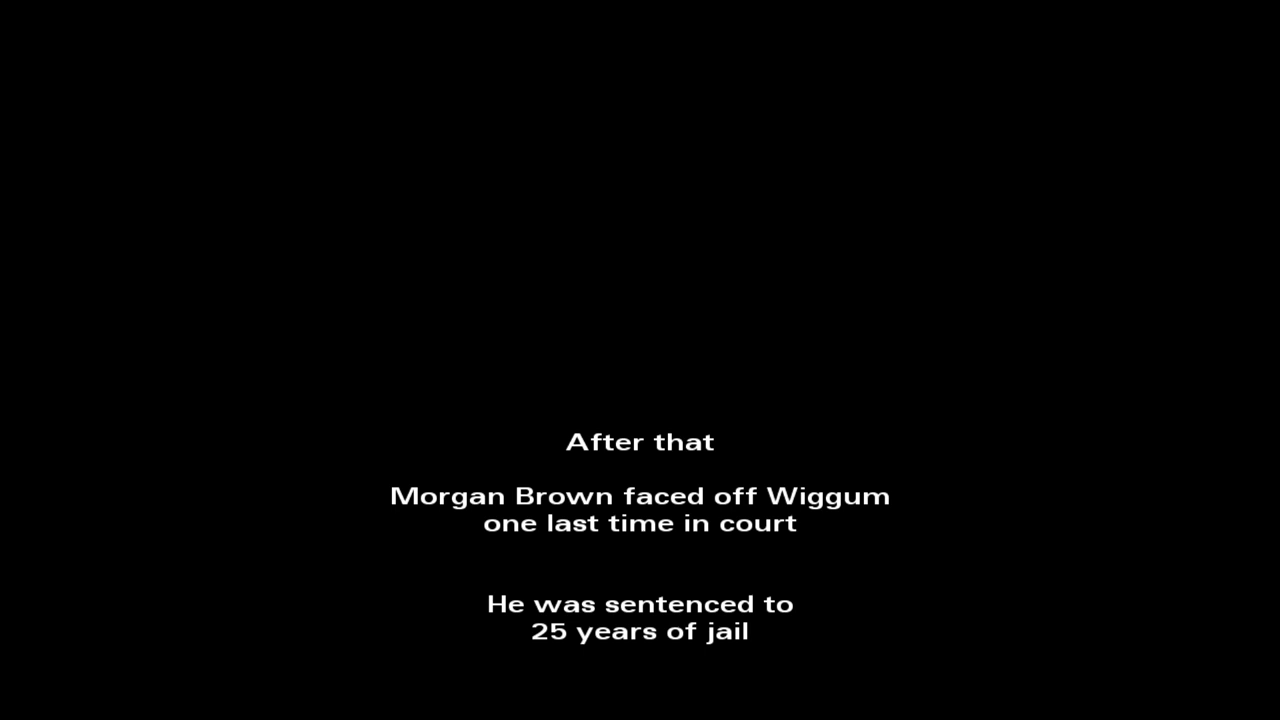 After that
Morgan Brown faced off Wiggum
one last time in court
He was sentenced to
25 years of jail